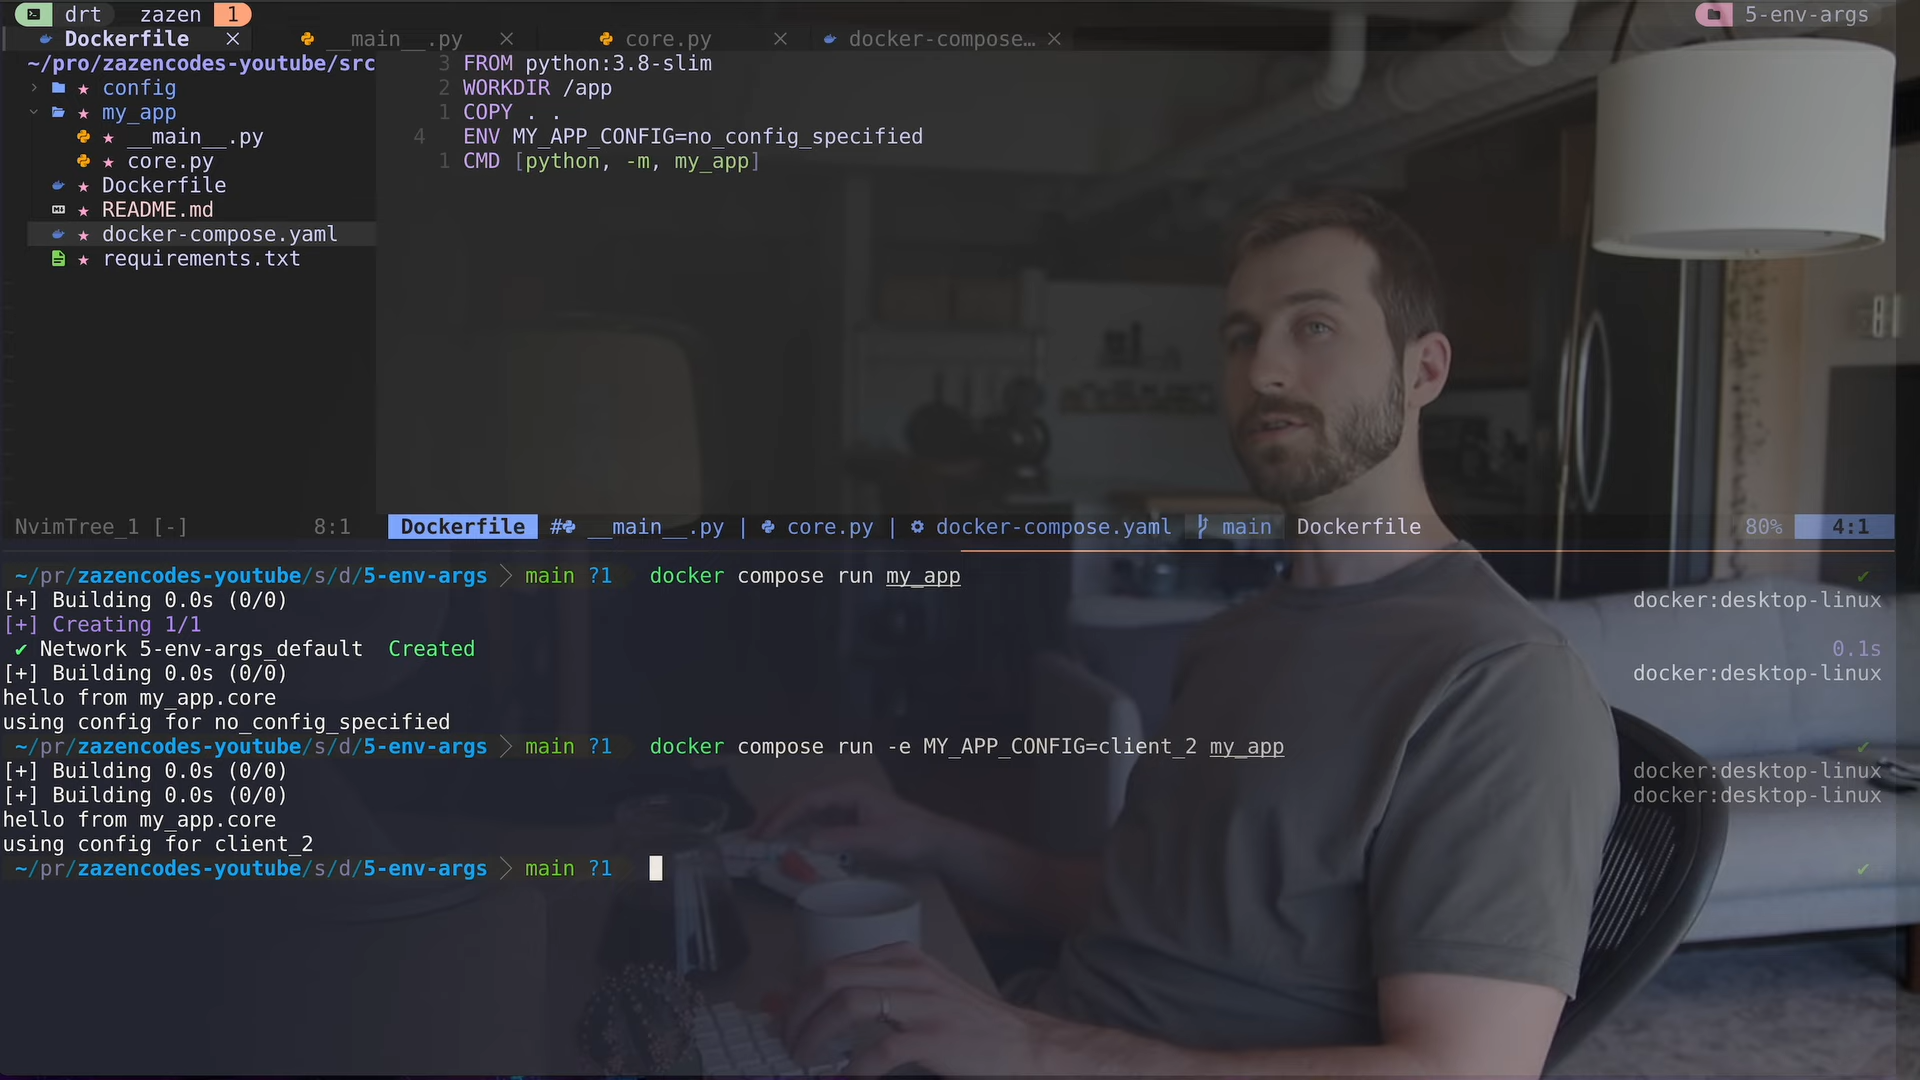 drt zazen 1 5-env-args
Dockerfile __main__.py core.py docker-compose…
~/pro/zazencodes-youtube/src
config
my_app
__main__.py
core.py
Dockerfile
README.md
docker-compose.yaml
requirements.txt
3 FROM python:3.8-slim
2 WORKDIR /app
1 COPY . .
4 ENV MY_APP_CONFIG=no_config_specified
1 CMD [python, -m, my_app]
NvimTree_1 [-] 8:1 Dockerfile # __main__.py | core.py | docker-compose.yaml main Dockerfile 80% 4:1
~/pr/zazencodes-youtube/s/d/5-env-args main ?1 docker compose run my_app ✔
[+] Building 0.0s (0/0) docker:desktop-linux
[+] Creating 1/1
✔ Network 5-env-args_default Created 0.1s
[+] Building 0.0s (0/0) docker:desktop-linux
hello from my_app.core
using config for no_config_specified
~/pr/zazencodes-youtube/s/d/5-env-args main ?1 docker compose run -e MY_APP_CONFIG=client_2 my_app ✔
[+] Building 0.0s (0/0) docker:desktop-linux
[+] Building 0.0s (0/0) docker:desktop-linux
hello from my_app.core
using config for client_2
~/pr/zazencodes-youtube/s/d/5-env-args main ?1 ✔